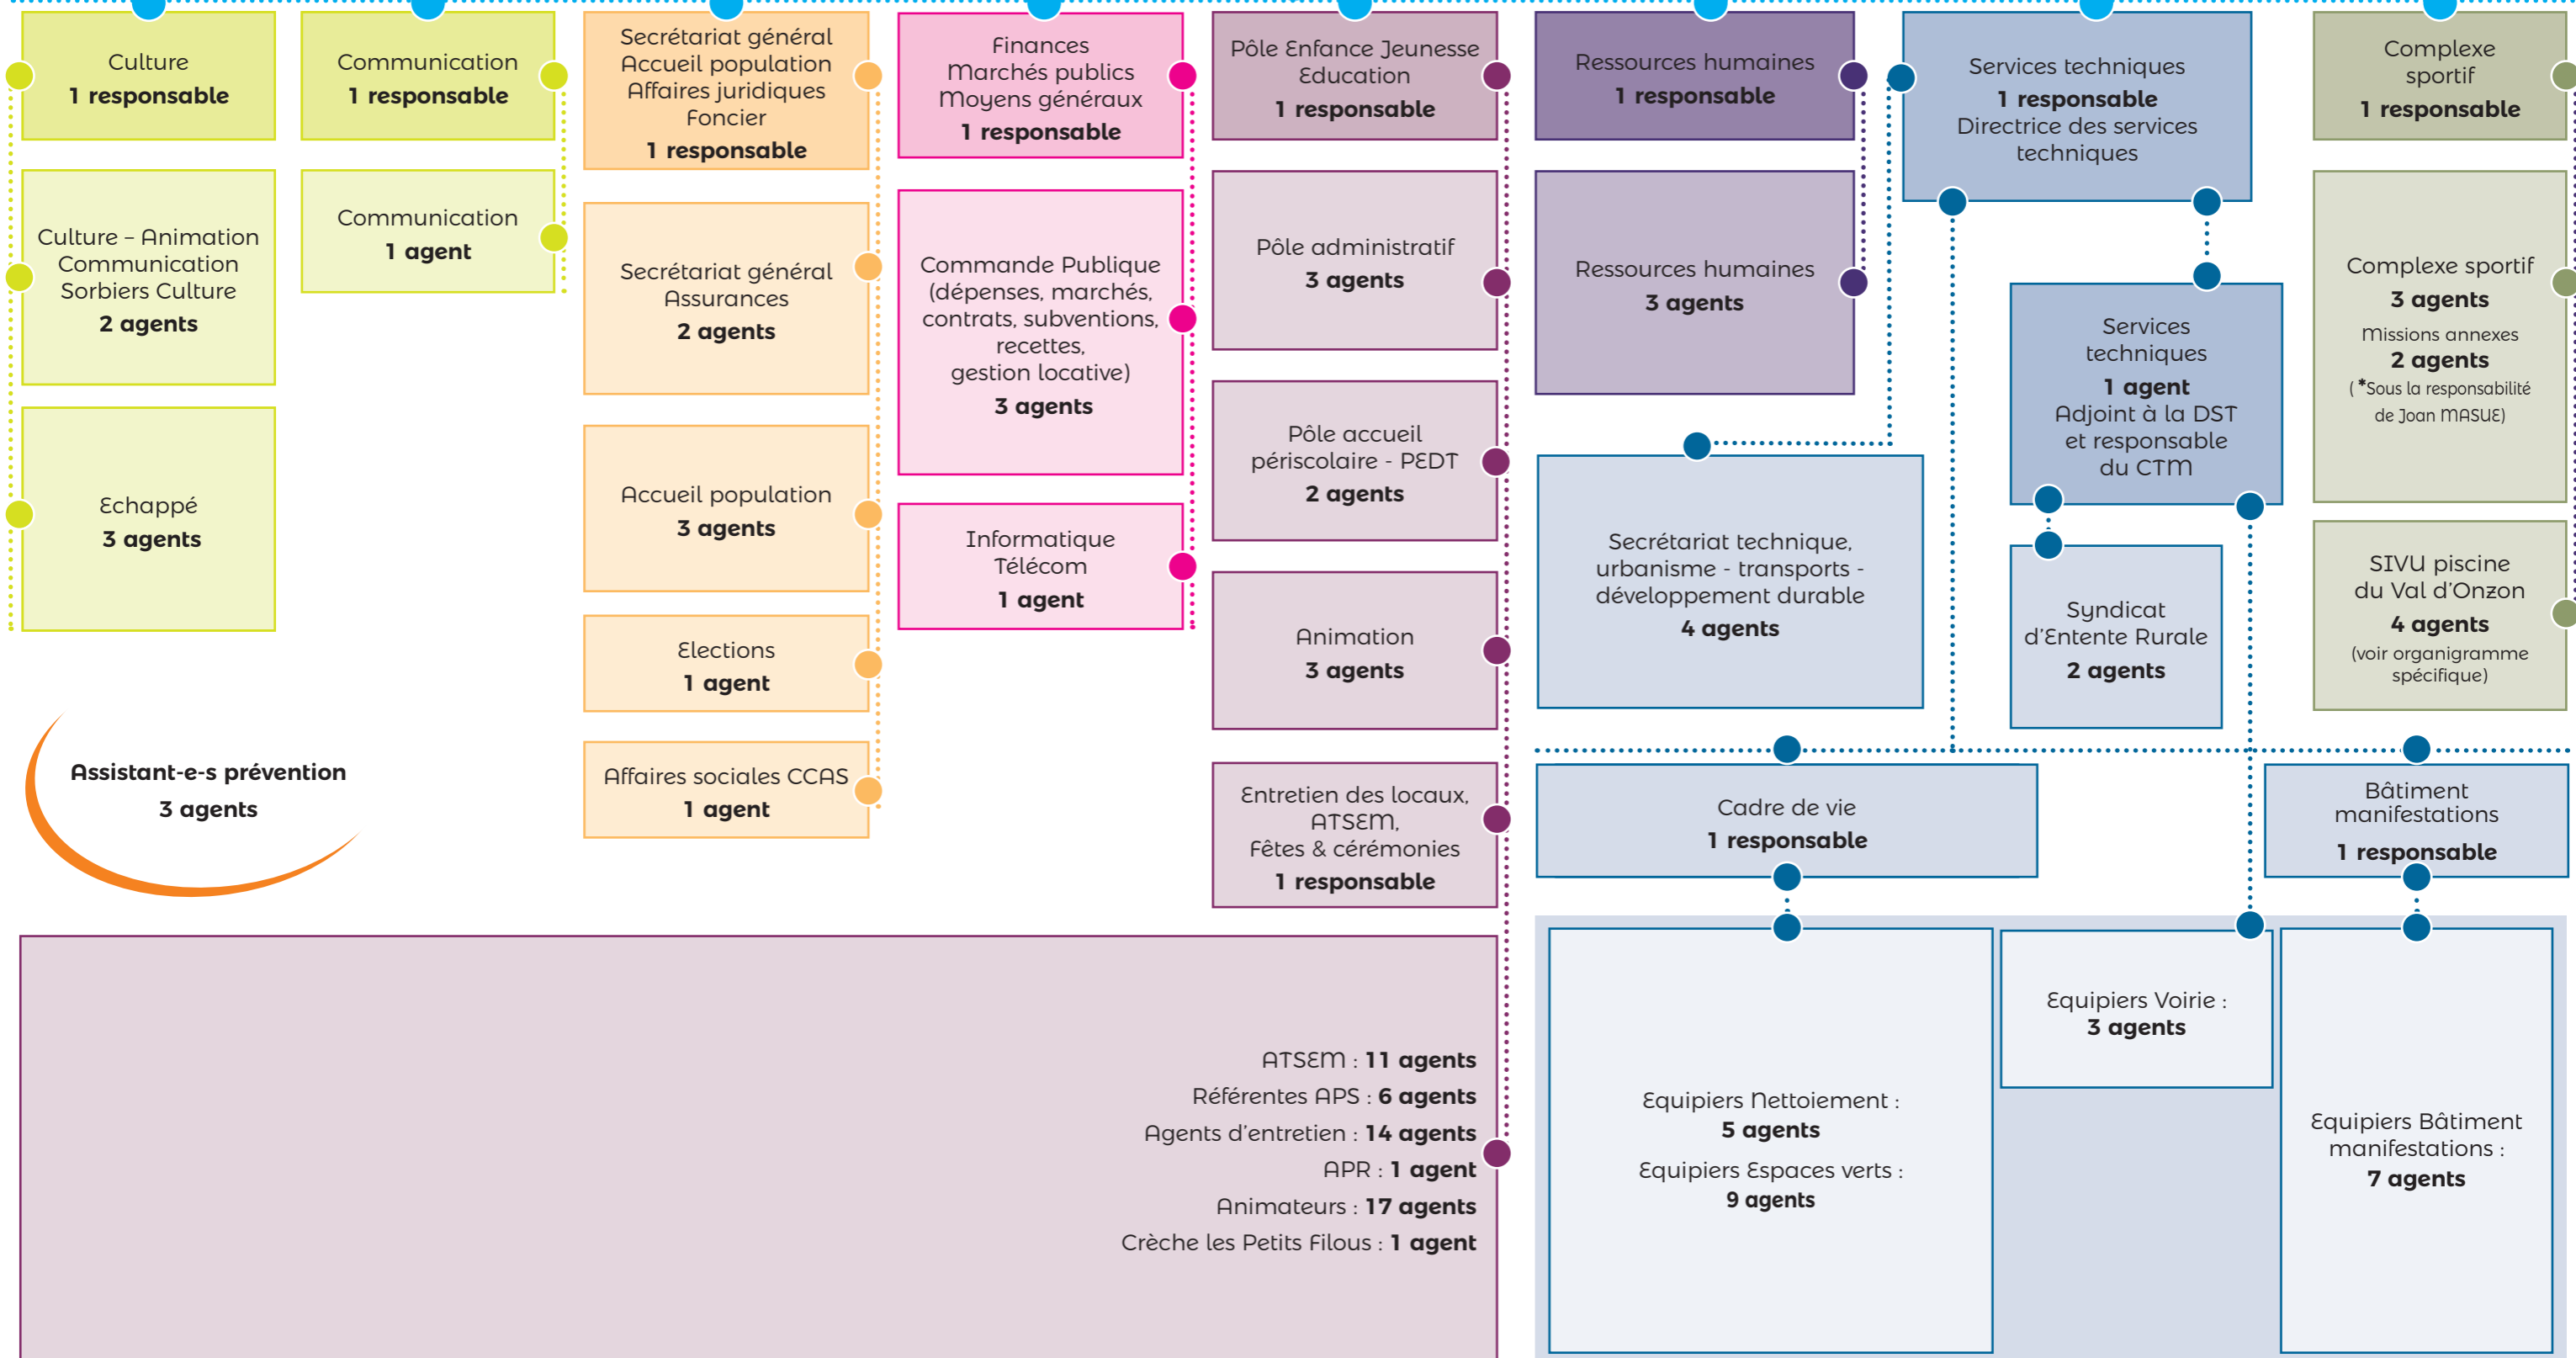 Culture
1 responsable
Culture – Animation
Communication
Sorbiers Culture
2 agents
Echappé
3 agents
Communication
1 responsable
Communication
1 agent
Secrétariat général
Accueil population
Affaires juridiques
Foncier
1 responsable
Secrétariat général
Assurances
2 agents
Accueil population
3 agents
Elections
1 agent
Affaires sociales CCAS
1 agent
Finances
Marchés publics
Moyens généraux
1 responsable
Commande Publique
(dépenses, marchés,
contrats, subventions,
recettes,
gestion locative)
3 agents
Informatique
Télécom
1 agent
Pôle Enfance Jeunesse
Education
1 responsable
Pôle administratif
3 agents
Pôle accueil
périscolaire - PEDT
2 agents
Animation
3 agents
Entretien des locaux,
ATSEM,
Fêtes & cérémonies
1 responsable
ATSEM : 11 agents
Référentes APS : 6 agents
Agents d'entretien : 14 agents
APR : 1 agent
Animateurs : 17 agents
Crèche les Petits Filous : 1 agent
Assistant-e-s prévention
3 agents
Ressources humaines
1 responsable
Ressources humaines
3 agents
Services techniques
1 responsable
Directrice des services
techniques
Services
techniques
1 agent
Adjoint à la DST
et responsable
du CTM
Secrétariat technique,
urbanisme - transports -
développement durable
4 agents
Syndicat
d'Entente Rurale
2 agents
Cadre de vie
1 responsable
Bâtiment
manifestations
1 responsable
Equipiers Nettoiement :
5 agents
Equipiers Espaces verts :
9 agents
Equipiers Voirie :
3 agents
Equipiers Bâtiment
manifestations :
7 agents
Complexe
sportif
1 responsable
Complexe sportif
3 agents
Missions annexes
2 agents
( *Sous la responsabilité
de Joan MASUE)
SIVU piscine
du Val d'Onzon
4 agents
(voir organigramme
spécifique)